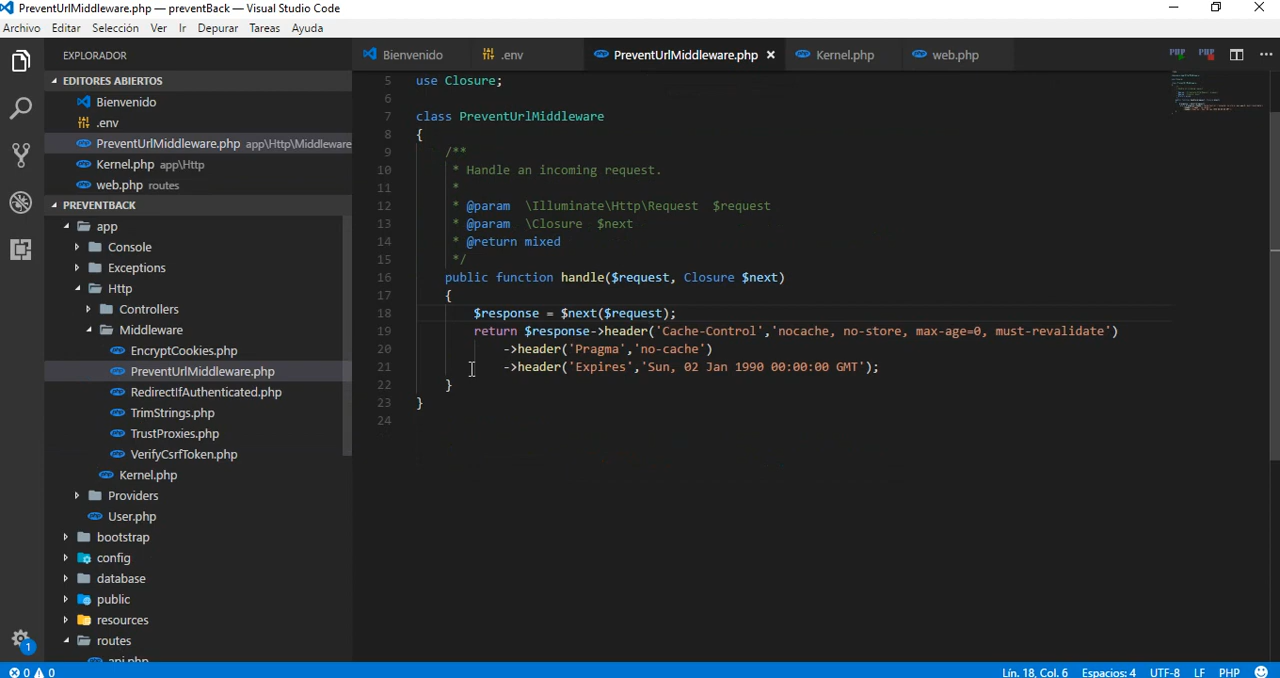 PreventUrlMiddleware.php — preventBack — Visual Studio Code
Archivo Editar Selección Ver Ir Depurar Tareas Ayuda
EXPLORADOR
EDITORES ABIERTOS
Bienvenido
.env
PreventUrlMiddleware.php app\Http\Middleware
Kernel.php app\Http
web.php routes
PREVENTBACK
app
Console
Exceptions
Http
Controllers
Middleware
EncryptCookies.php
PreventUrlMiddleware.php
RedirectIfAuthenticated.php
TrimStrings.php
TrustProxies.php
VerifyCsrfToken.php
Kernel.php
Providers
User.php
bootstrap
config
database
public
resources
routes
api.php
Bienvenido .env PreventUrlMiddleware.php Kernel.php web.php
5 use Closure;
6
7 class PreventUrlMiddleware
8 {
9 /**
10 * Handle an incoming request.
11 *
12 * @param \Illuminate\Http\Request $request
13 * @param \Closure $next
14 * @return mixed
15 */
16 public function handle($request, Closure $next)
17 {
18 $response = $next($request);
19 return $response->header('Cache-Control','nocache, no-store, max-age=0, must-revalidate')
20 ->header('Pragma','no-cache')
21 ->header('Expires','Sun, 02 Jan 1990 00:00:00 GMT');
22 }
23 }
24
1
0 0 Lín. 18, Col. 6 Espacios: 4 UTF-8 LF PHP